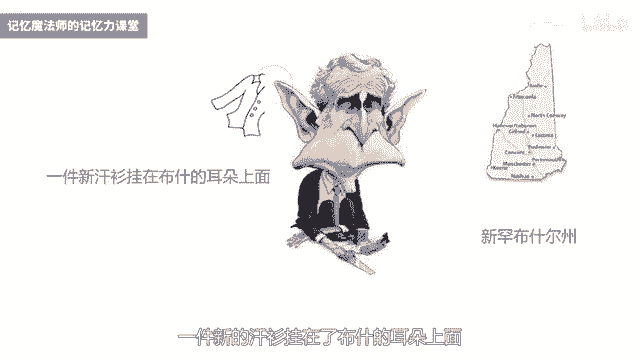 记忆魔法师的记忆力课堂
一件新汗衫挂在布什的耳朵上面
North Conway
Concord
Manchester
Nashua
新罕布什尔州
一件新的汗衫挂在了布什的耳朵上面